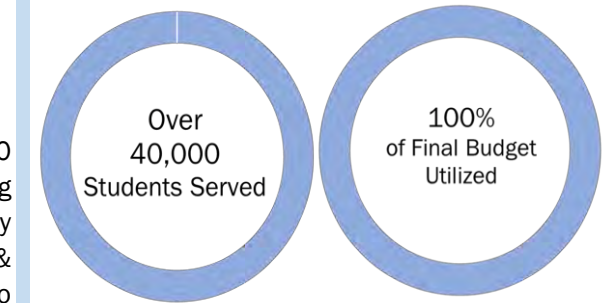 Over
40,000
Students Served
100%
of Final Budget
Utilized
g
y
&